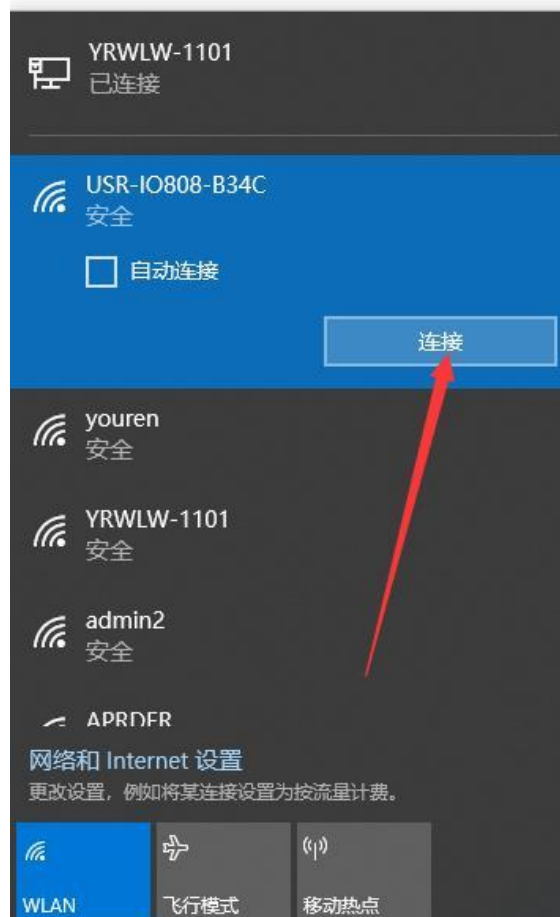 YRWLW-1101
已连接
USR-IO808-B34C
安全
自动连接
连接
youren
安全
YRWLW-1101
安全
admin2
安全
APRDER
网络和 Internet 设置
更改设置，例如将某连接设置为按流量计费。
WLAN
飞行模式
移动热点